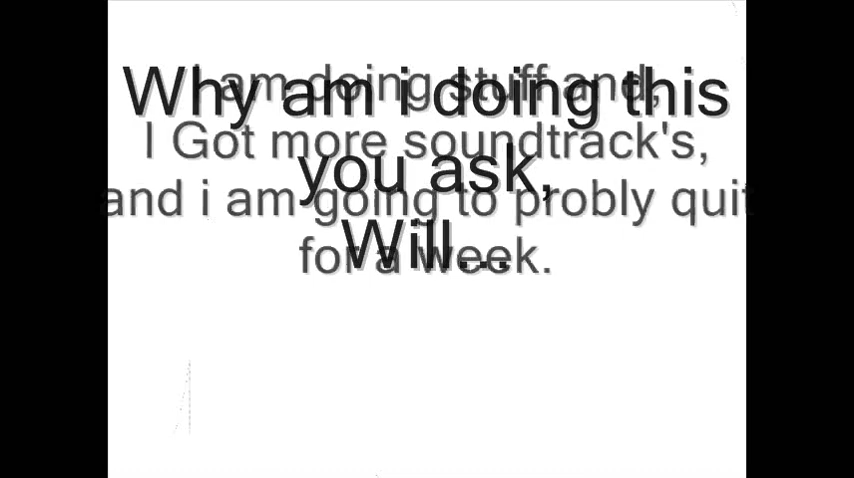 Why am i doing this
you ask,
Will...
I am doing stuff and,
I Got more soundtrack's,
and i am going to probly quit
for a week.